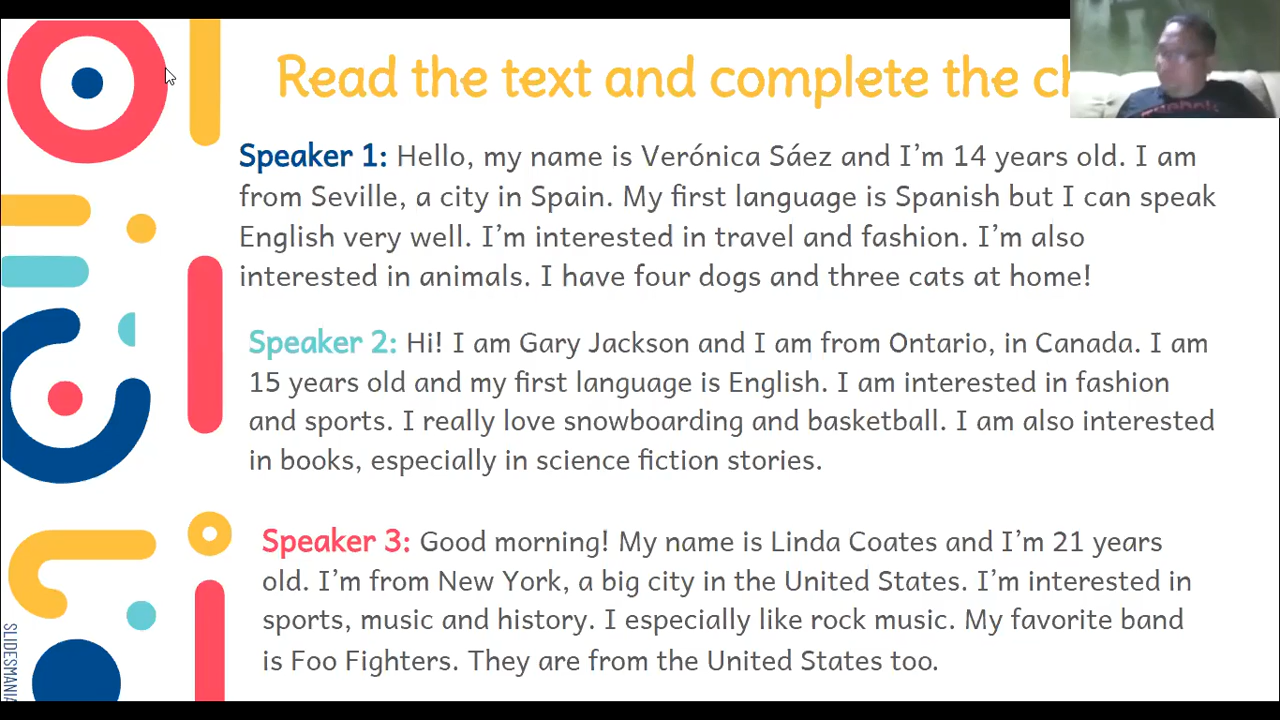 Read the text and complete the
Speaker 1: Hello, my name is Verónica Sáez and I'm 14 years old. I am
from Seville, a city in Spain. My first language is Spanish but I can speak
English very well. I'm interested in travel and fashion. I'm also
interested in animals. I have four dogs and three cats at home!
Speaker 2: Hi! I am Gary Jackson and I am from Ontario, in Canada. I am
15 years old and my first language is English. I am interested in fashion
and sports. I really love snowboarding and basketball. I am also interested
in books, especially in science fiction stories.
Speaker 3: Good morning! My name is Linda Coates and I'm 21 years
old. I'm from New York, a big city in the United States. I'm interested in
sports, music and history. I especially like rock music. My favorite band
is Foo Fighters. They are from the United States too.
SLIDESMANIA